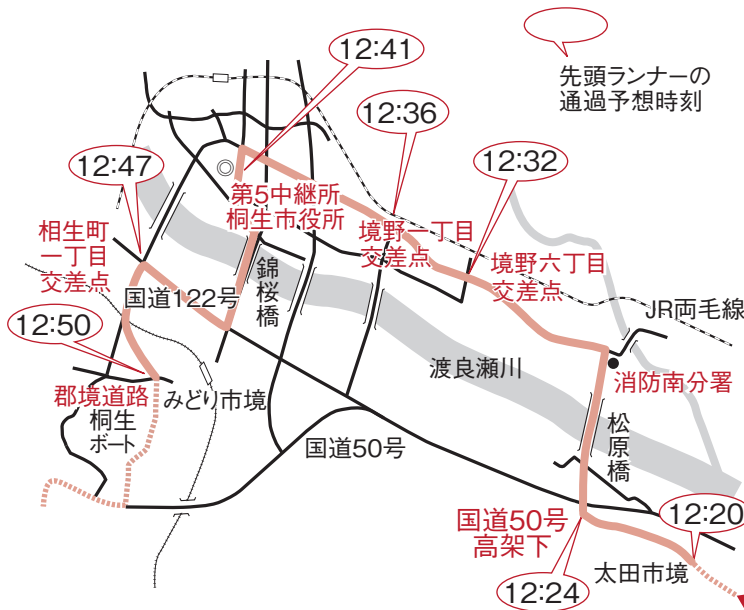 先頭ランナーの
通過予想時刻
12:41
12:36
12:32
12:47
第5中継所
桐生市役所
境野一丁目
交差点
境野六丁目
交差点
相生町
一丁目
交差点
国道122号
錦桜橋
JR両毛線
12:50
渡良瀬川
消防南分署
郡境道路
みどり市境
桐生
ボート
国道50号
松原橋
国道50号
高架下
12:20
太田市境
12:24